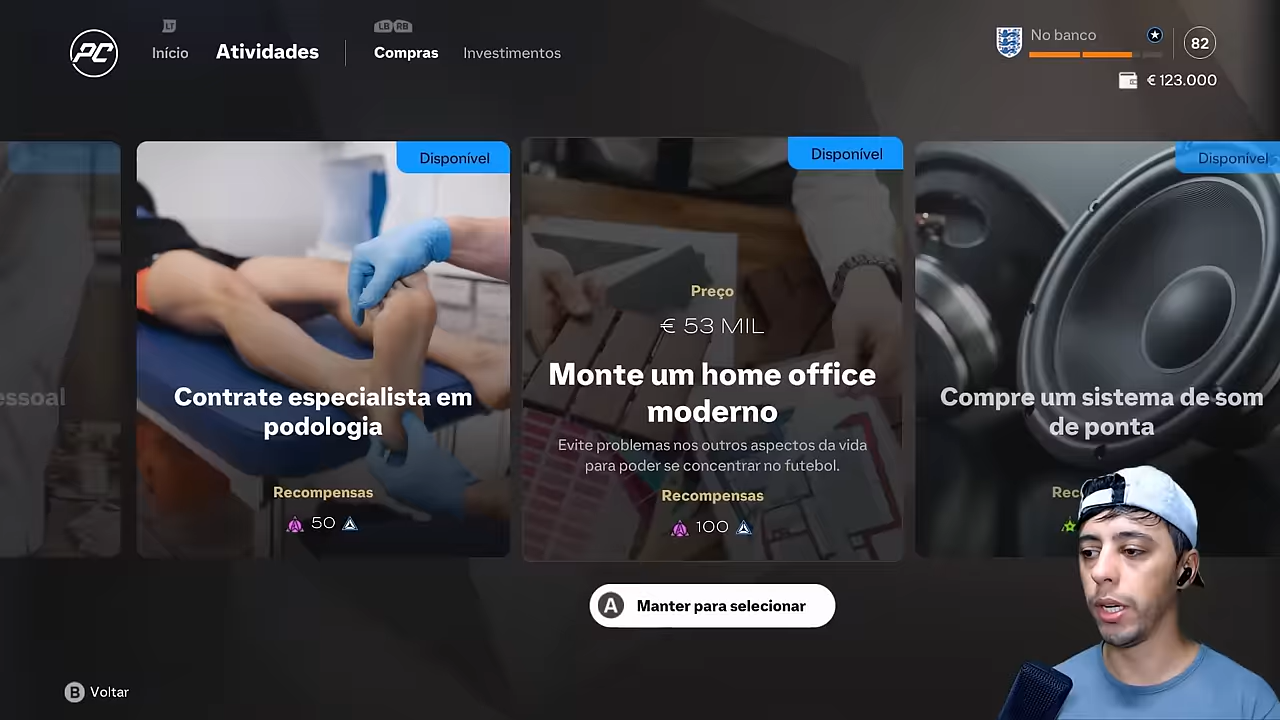 LT
LB RB
PC
Início
Atividades
Compras
Investimentos
No banco
82
€ 123.000
essoal
Disponível
Contrate especialista em
podologia
Recompensas
50
Disponível
Preço
€ 53 MIL
Monte um home office
moderno
Evite problemas nos outros aspectos da vida
para poder se concentrar no futebol.
Recompensas
100
Disponível
Compre um sistema de som
de ponta
Rec
A Manter para selecionar
B Voltar